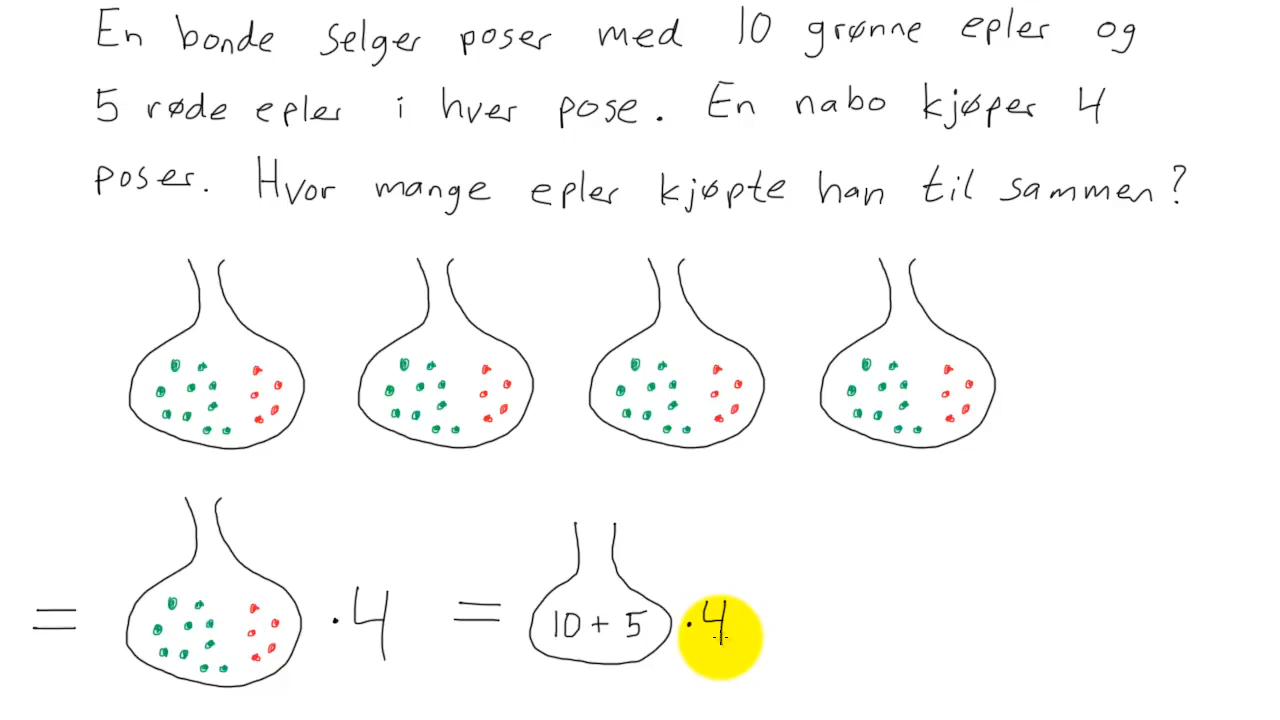 En bonde selger poser med 10 grønne epler og
5 røde epler i hver pose. En nabo kjøper 4
poser. Hvor mange epler kjøpte han til sammen?
= · 4 = 10 + 5 · 4